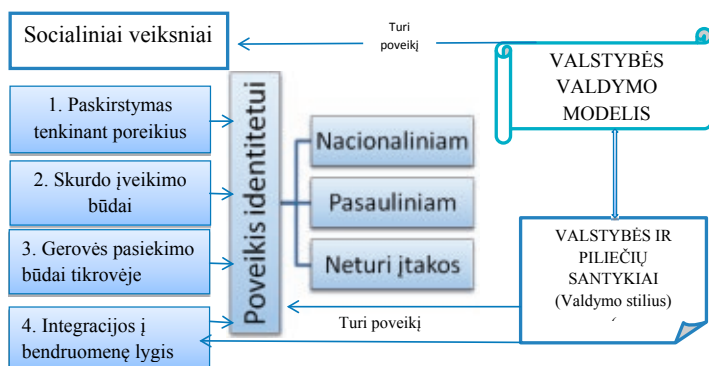 Socialiniai veiksniai
Turi
poveikį
VALSTYBĖS
VALDYMO
MODELIS
1. Paskirstymas
tenkinant poreikius
2. Skurdo įveikimo
būdai
3. Gerovės pasiekimo
būdai tikrovėje
4. Integracijos į
bendruomenę lygis
Poveikis identitetui
Nacionaliniam
Pasauliniam
Neturi įtakos
Turi poveikį
VALSTYBĖS IR
PILIEČIŲ
SANTYKIAI
(Valdymo stilius)